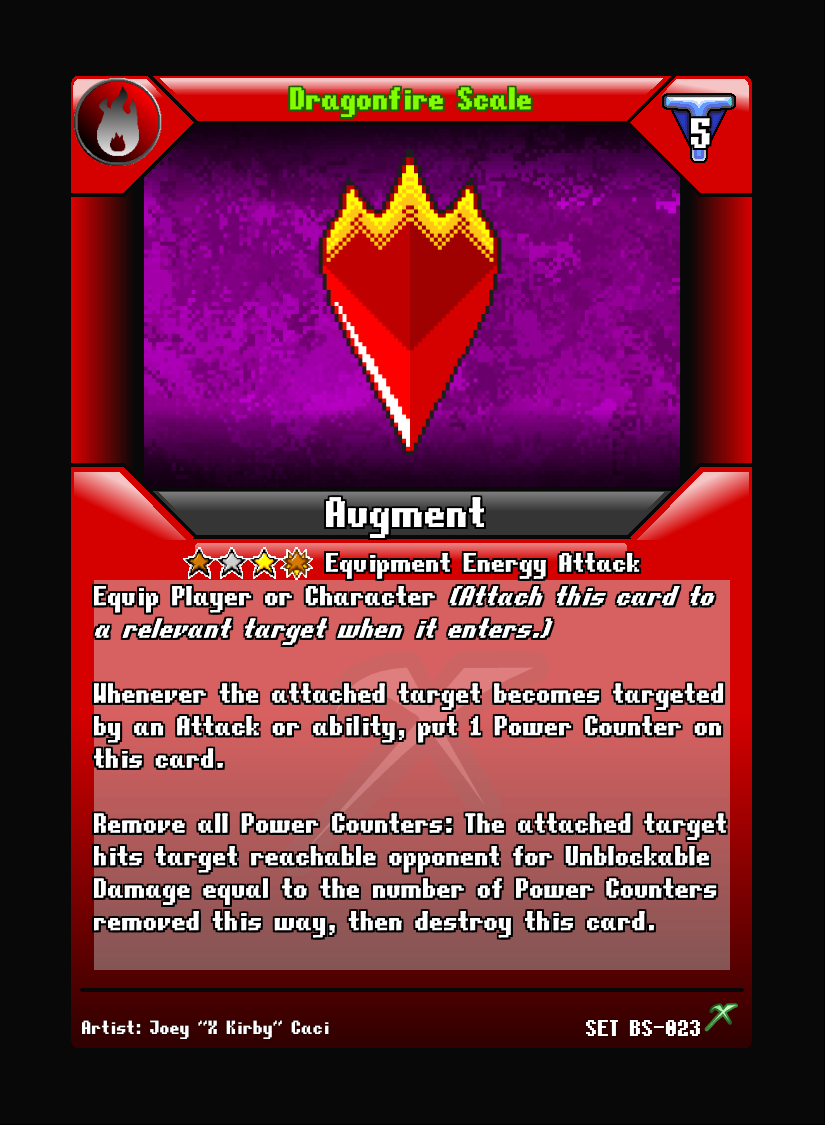 Dragonfire Scale
5
Augment
Equipment Energy Attack
Equip Player or Character (Attach this card to
a relevant target when it enters.)
Whenever the attached target becomes targeted
by an Attack or ability, put 1 Power Counter on
this card.
Remove all Power Counters: The attached target
hits target reachable opponent for Unblockable
Damage equal to the number of Power Counters
removed this way, then destroy this card.
Artist: Joey "X Kirby" Caci
SET BS-023